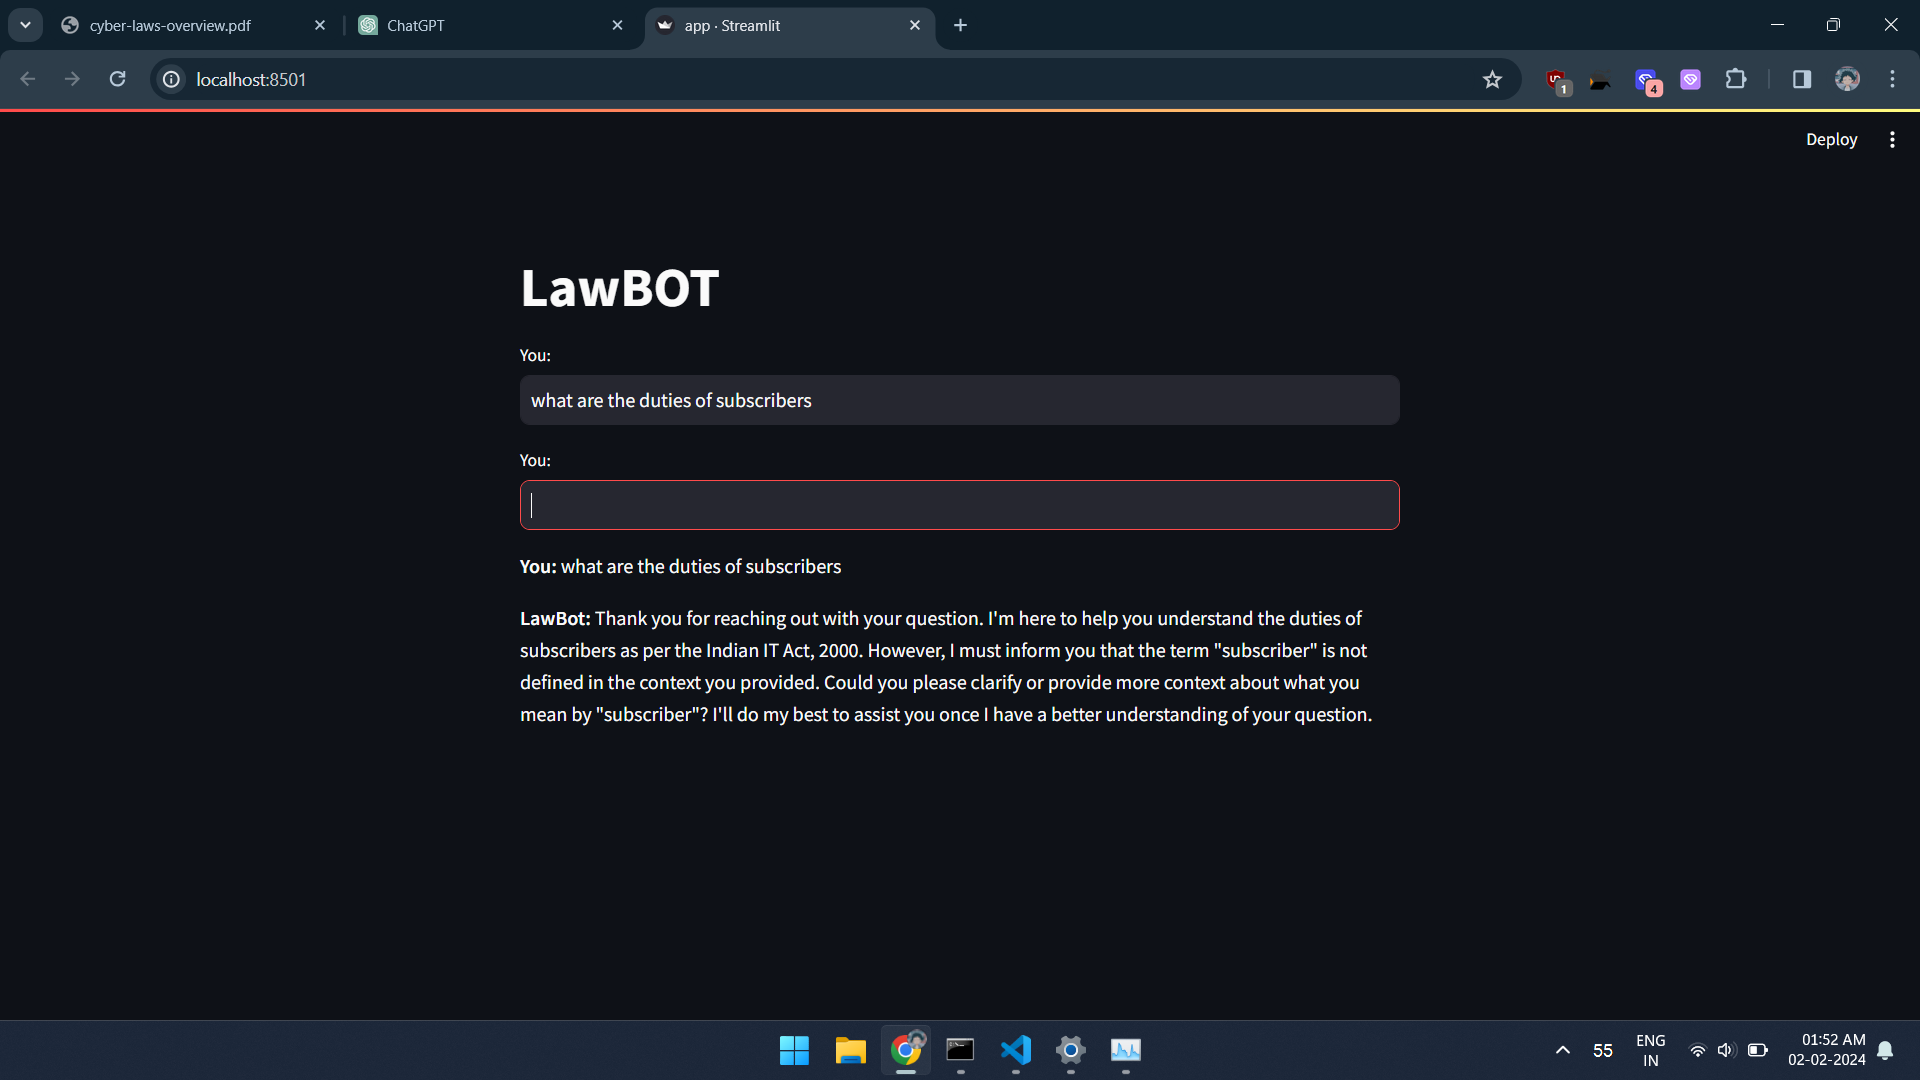 cyber-laws-overview.pdf
ChatGPT
app · Streamlit
localhost:8501
1
4
Deploy
LawBOT
You:
what are the duties of subscribers
You:
You: what are the duties of subscribers
LawBot: Thank you for reaching out with your question. I'm here to help you understand the duties of
subscribers as per the Indian IT Act, 2000. However, I must inform you that the term "subscriber" is not
defined in the context you provided. Could you please clarify or provide more context about what you
mean by "subscriber"? I'll do my best to assist you once I have a better understanding of your question.
55
ENG
IN
01:52 AM
02-02-2024